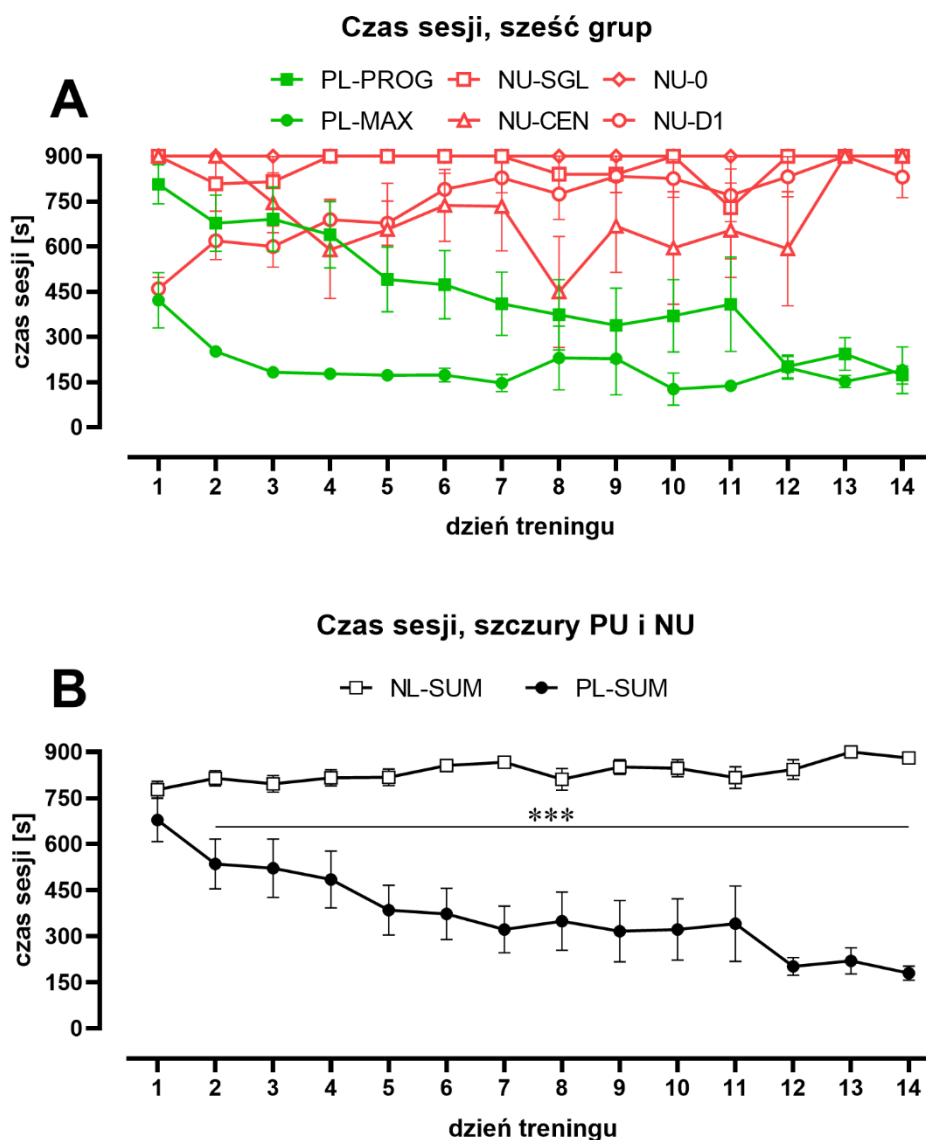 Czas sesji, sześć grup
A
PL-PROG NU-SGL NU-0
PL-MAX NU-CEN NU-D1
900
750
600
450
300
150
0
czas sesji [s]
1 2 3 4 5 6 7 8 9 10 11 12 13 14
dzień treningu
Czas sesji, szczury PU i NU
B
NL-SUM PL-SUM
900
750
600
450
300
150
0
czas sesji [s]
***
1 2 3 4 5 6 7 8 9 10 11 12 13 14
dzień treningu